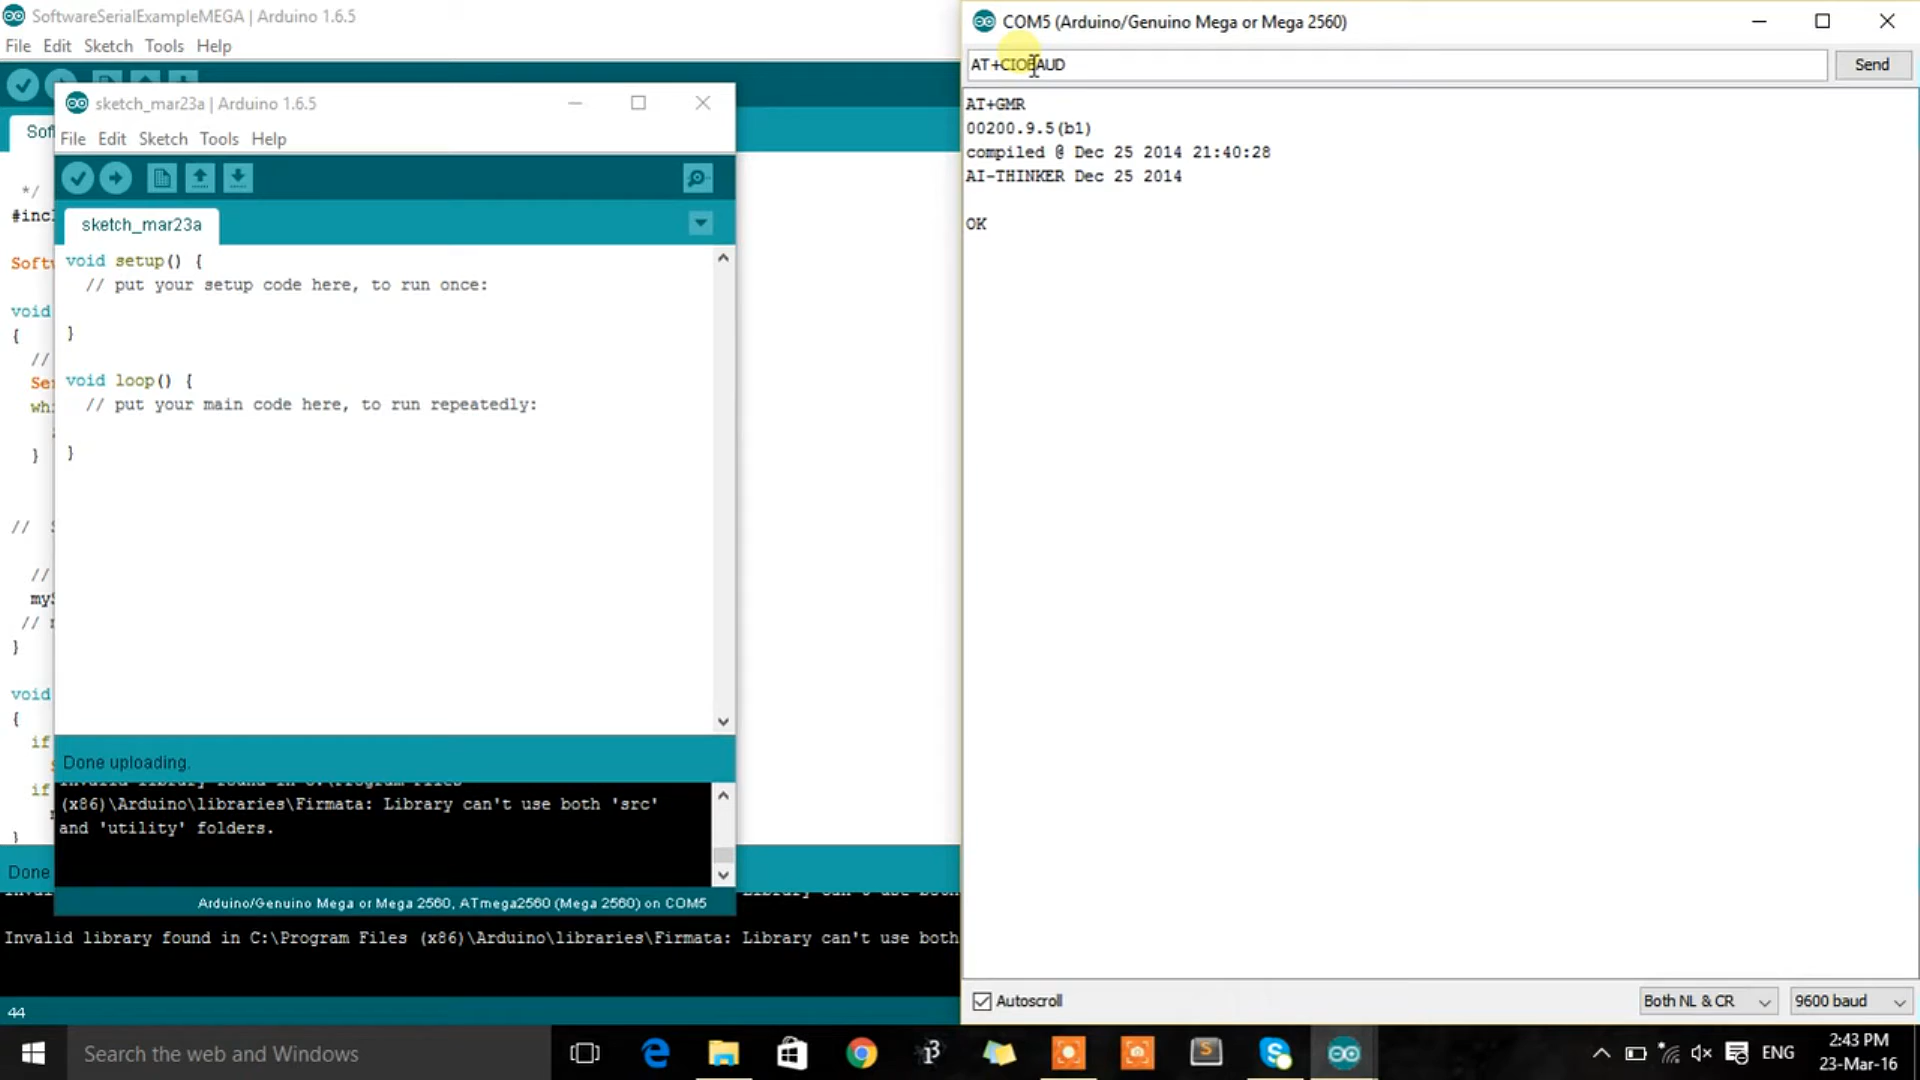 SoftwareSerialExampleMEGA | Arduino 1.6.5
File Edit Sketch Tools Help
*/
void
{
//
}
//
//
//
}
void
{
if
if
}
Done
Invalid library found in C:\Program Files (x86)\Arduino\libraries\Firmata: Library can't use both
44
sketch_mar23a | Arduino 1.6.5
File Edit Sketch Tools Help
sketch_mar23a
void setup() {
// put your setup code here, to run once:
}
void loop() {
// put your main code here, to run repeatedly:
}
Done uploading.
(x86)\Arduino\libraries\Firmata: Library can't use both 'src'
and 'utility' folders.
Arduino/Genuino Mega or Mega 2560, ATmega2560 (Mega 2560) on COM5
COM5 (Arduino/Genuino Mega or Mega 2560)
AT+CIOBAUD
Send
AT+GMR
00200.9.5(b1)
compiled @ Dec 25 2014 21:40:28
AI-THINKER Dec 25 2014
OK
Autoscroll
Both NL & CR
9600 baud
Search the web and Windows
ENG
2:43 PM
23-Mar-16